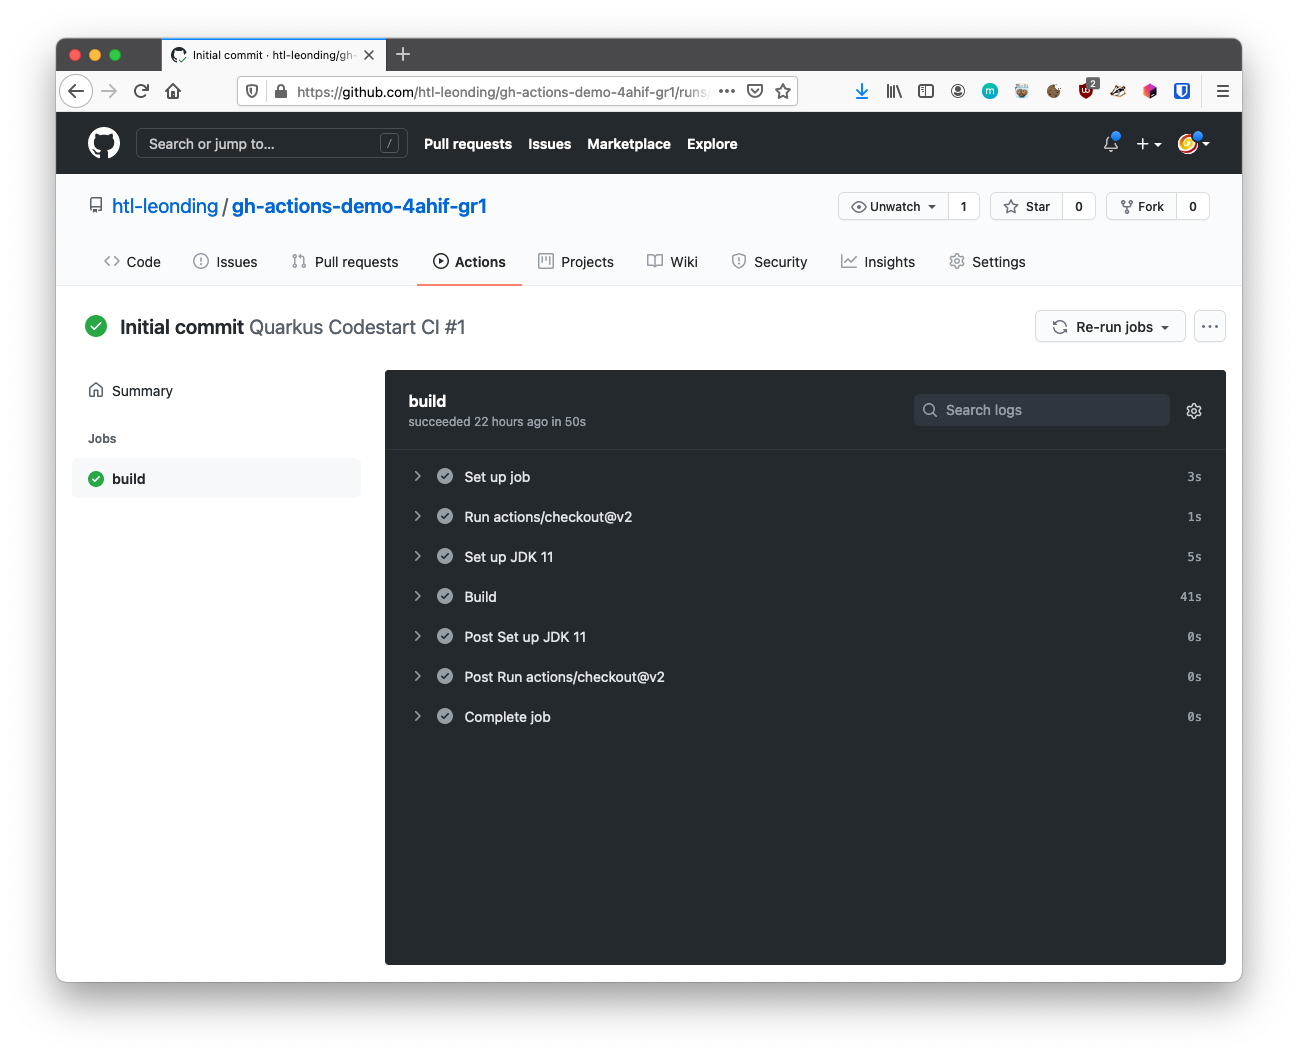 Initial commit · htl-leonding/gh-
https://github.com/htl-leonding/gh-actions-demo-4ahif-gr1/runs/
2
Search or jump to... /
Pull requests Issues Marketplace Explore
htl-leonding / gh-actions-demo-4ahif-gr1
Unwatch 1 Star 0 Fork 0
Code Issues Pull requests Actions Projects Wiki Security Insights Settings
Initial commit Quarkus Codestart CI #1
Re-run jobs
Summary
Jobs
build
build
succeeded 22 hours ago in 50s
Search logs
Set up job 3s
Run actions/checkout@v2 1s
Set up JDK 11 5s
Build 41s
Post Set up JDK 11 0s
Post Run actions/checkout@v2 0s
Complete job 0s